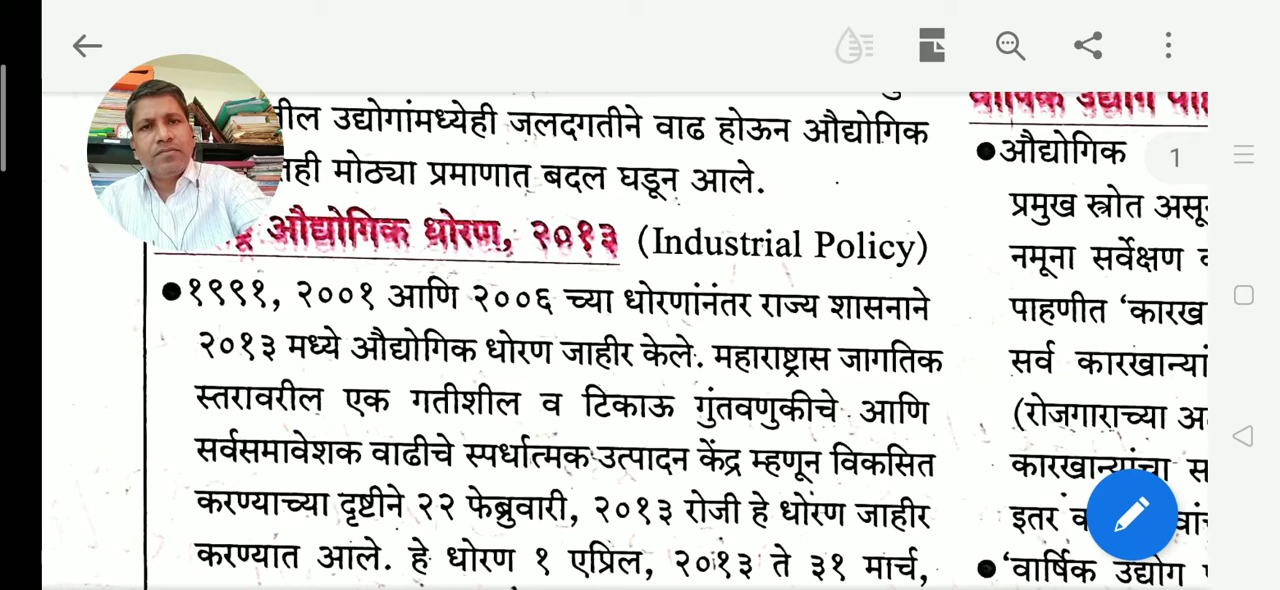 उद्योगांमध्येही जलदगतीने वाढ होऊन औद्योगिक
मोठ्या प्रमाणात बदल घडून आले.
औद्योगिक धोरण, २०१३ (Industrial Policy)
●१९९१, २००१ आणि २००६ च्या धोरणांनंतर राज्य शासनाने
२०१३ मध्ये औद्योगिक धोरण जाहीर केले. महाराष्ट्रास जागतिक
स्तरावरील एक गतीशील व टिकाऊ गुंतवणुकीचे आणि
सर्वसमावेशक वाढीचे स्पर्धात्मक उत्पादन केंद्र म्हणून विकसित
करण्याच्या दृष्टीने २२ फेब्रुवारी, २०१३ रोजी हे धोरण जाहीर
करण्यात आले. हे धोरण १ एप्रिल, २०१३ ते ३१ मार्च,
उद्योग
●औद्योगिक
प्रमुख स्त्रोत
नमूना सर्वेक्षण
पाहणीत
सर्व
(रोजगाराच्या
कारखान्यांचा
इतर
● 'वार्षिक उद्योग
1